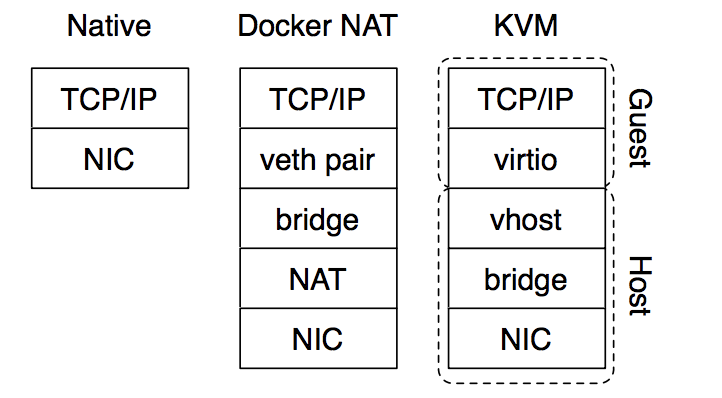 Native
TCP/IP
NIC
Docker NAT
TCP/IP
veth pair
bridge
NAT
NIC
KVM
TCP/IP
virtio
vhost
bridge
NIC
Guest
Host